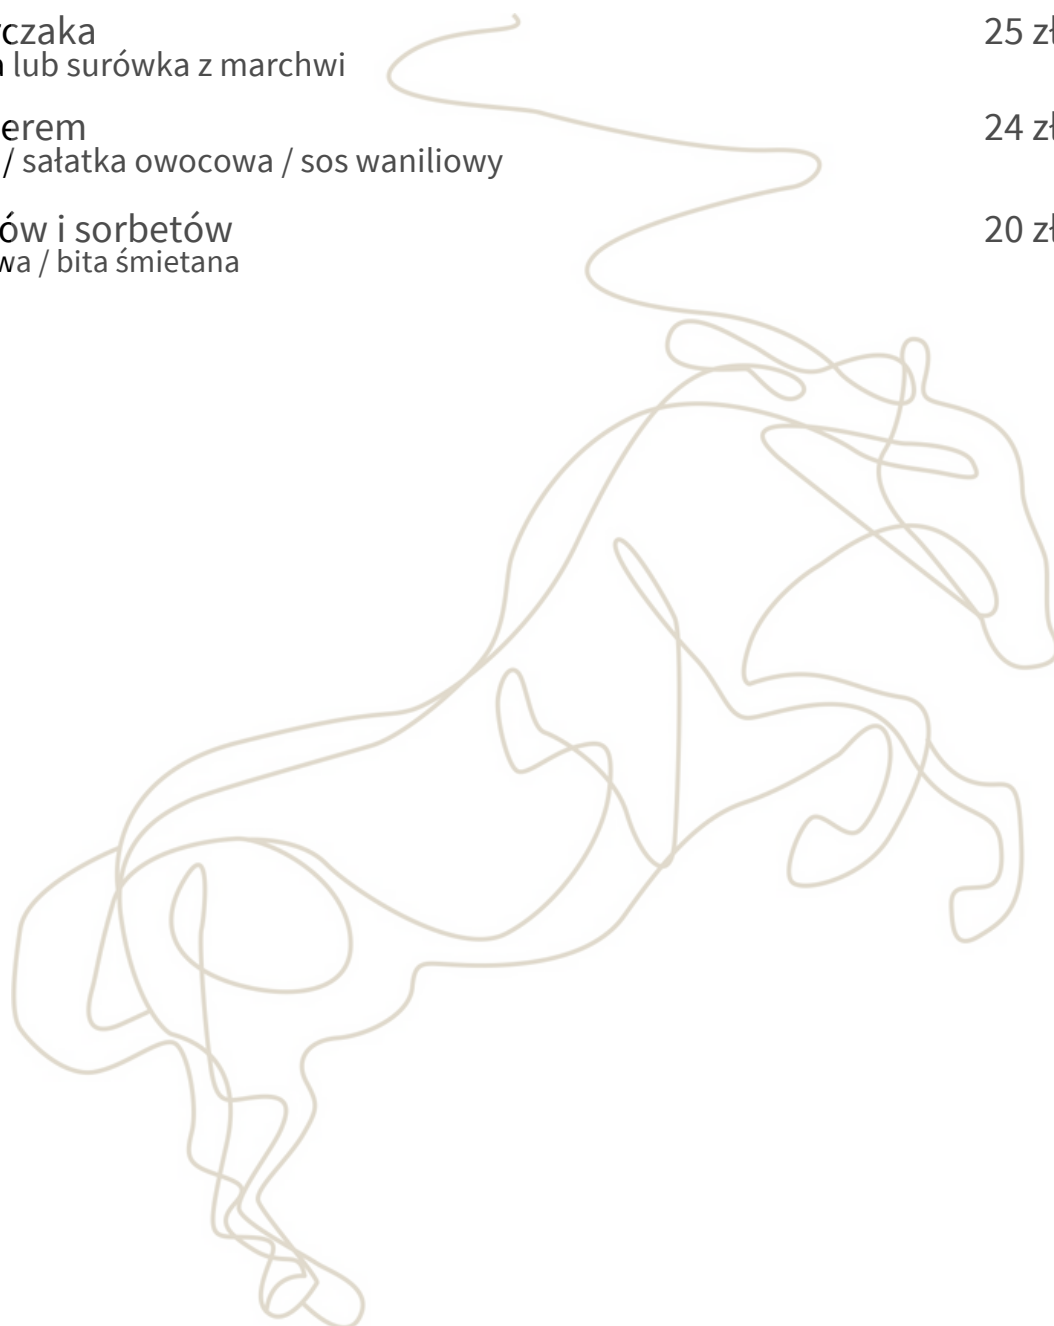 czaka 25 zł
lub surówka z marchwi
erem 24 zł
/ sałatka owocowa / sos waniliowy
ów i sorbetów 20 zł
wa / bita śmietana